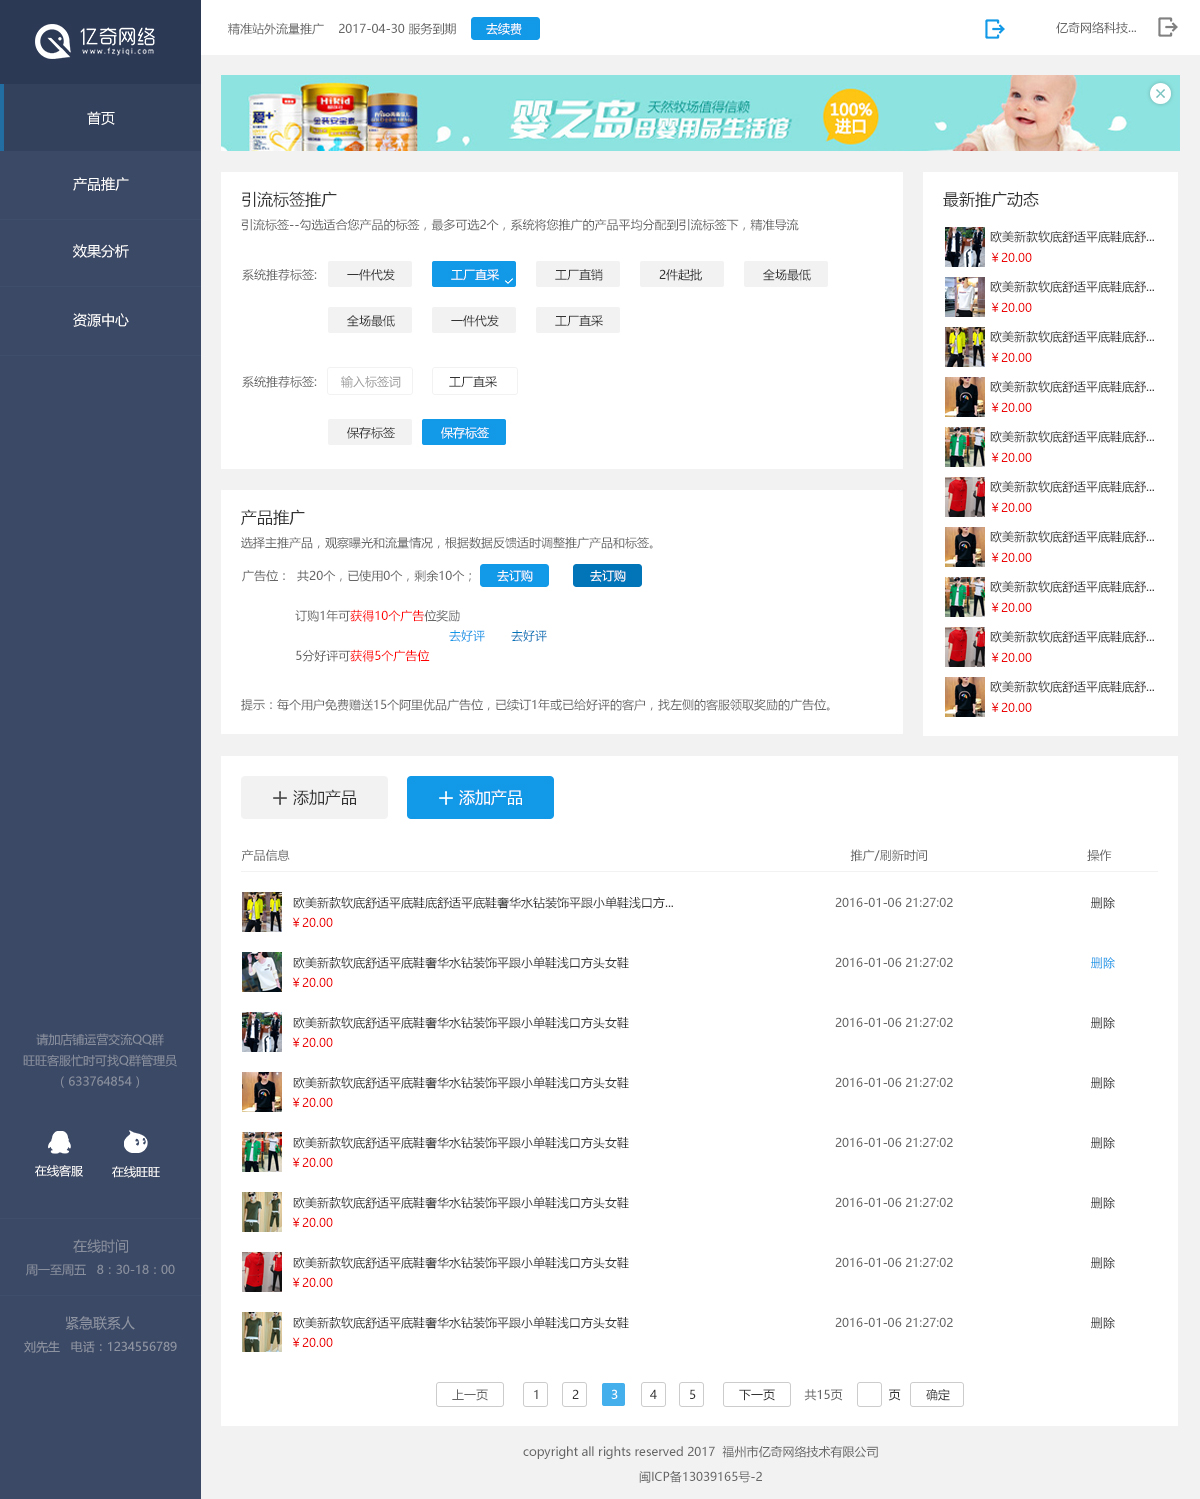 亿奇网络
www.fzyiqi.com
首页
产品推广
效果分析
资源中心
请加店铺运营交流QQ群
旺旺客服忙时可找Q群管理员
（633764854）
在线客服 在线旺旺
在线时间
周一至周五 8：30-18：00
紧急联系人
刘先生 电话：1234556789
精准站外流量推广 2017-04-30 服务到期 去续费
亿奇网络科技...
爱+
Hikid
金装安宝素
婴之岛 天然牧场值得信赖
母婴用品生活馆
100%
进口
引流标签推广
引流标签--勾选适合您产品的标签，最多可选2个，系统将您推广的产品平均分配到引流标签下，精准导流
系统推荐标签: 一件代发 工厂直采 工厂直销 2件起批 全场最低
全场最低 一件代发 工厂直采
系统推荐标签: 输入标签词 工厂直采
保存标签 保存标签
产品推广
选择主推产品，观察曝光和流量情况，根据数据反馈适时调整推广产品和标签。
广告位： 共20个，已使用0个，剩余10个； 去订购 去订购
订购1年可获得10个广告位奖励
去好评 去好评
5分好评可获得5个广告位
提示：每个用户免费赠送15个阿里优品广告位，已续订1年或已给好评的客户，找左侧的客服领取奖励的广告位。
最新推广动态
欧美新款软底舒适平底鞋底舒...
¥ 20.00
欧美新款软底舒适平底鞋底舒...
¥ 20.00
欧美新款软底舒适平底鞋底舒...
¥ 20.00
欧美新款软底舒适平底鞋底舒...
¥ 20.00
欧美新款软底舒适平底鞋底舒...
¥ 20.00
欧美新款软底舒适平底鞋底舒...
¥ 20.00
欧美新款软底舒适平底鞋底舒...
¥ 20.00
欧美新款软底舒适平底鞋底舒...
¥ 20.00
欧美新款软底舒适平底鞋底舒...
¥ 20.00
欧美新款软底舒适平底鞋底舒...
¥ 20.00
+ 添加产品 + 添加产品
产品信息 推广/刷新时间 操作
欧美新款软底舒适平底鞋底舒适平底鞋奢华水钻装饰平跟小单鞋浅口方... 2016-01-06 21:27:02 删除
¥ 20.00
欧美新款软底舒适平底鞋奢华水钻装饰平跟小单鞋浅口方头女鞋 2016-01-06 21:27:02 删除
¥ 20.00
欧美新款软底舒适平底鞋奢华水钻装饰平跟小单鞋浅口方头女鞋 2016-01-06 21:27:02 删除
¥ 20.00
欧美新款软底舒适平底鞋奢华水钻装饰平跟小单鞋浅口方头女鞋 2016-01-06 21:27:02 删除
¥ 20.00
欧美新款软底舒适平底鞋奢华水钻装饰平跟小单鞋浅口方头女鞋 2016-01-06 21:27:02 删除
¥ 20.00
欧美新款软底舒适平底鞋奢华水钻装饰平跟小单鞋浅口方头女鞋 2016-01-06 21:27:02 删除
¥ 20.00
欧美新款软底舒适平底鞋奢华水钻装饰平跟小单鞋浅口方头女鞋 2016-01-06 21:27:02 删除
¥ 20.00
欧美新款软底舒适平底鞋奢华水钻装饰平跟小单鞋浅口方头女鞋 2016-01-06 21:27:02 删除
¥ 20.00
上一页 1 2 3 4 5 下一页 共15页 页 确定
copyright all rights reserved 2017 福州市亿奇网络技术有限公司
闽ICP备13039165号-2